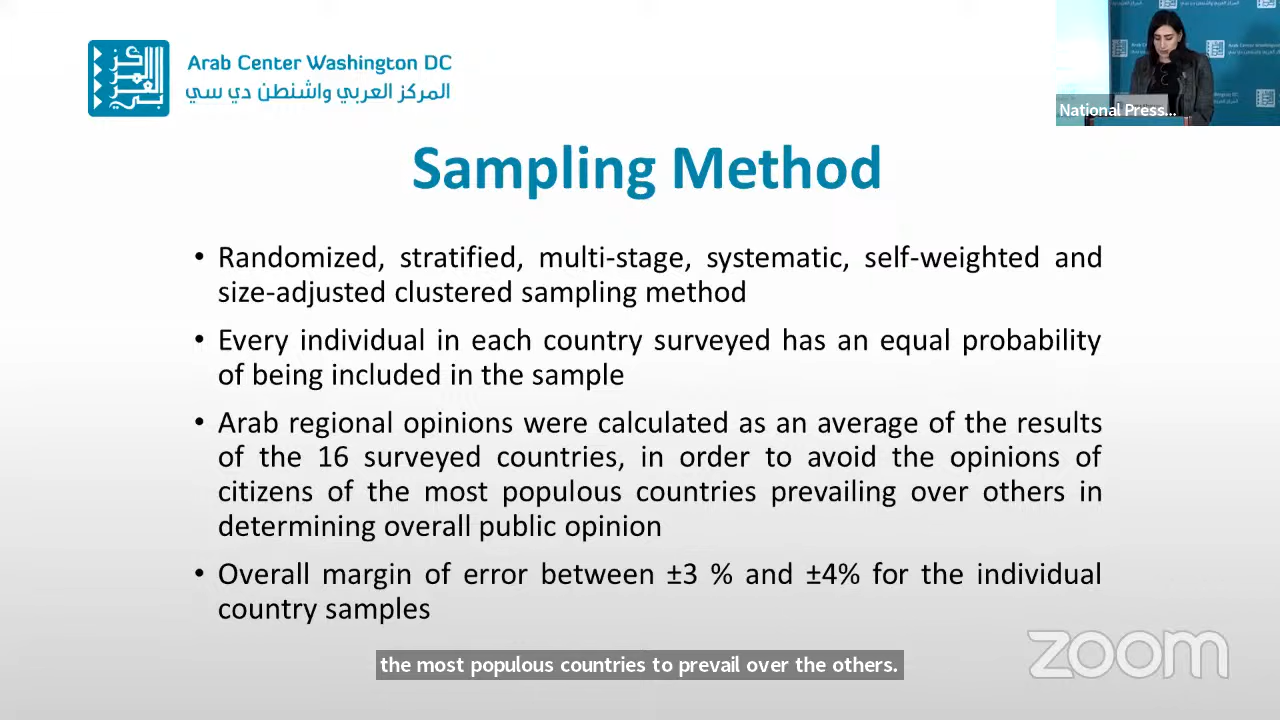 Arab Center Washington DC
المركز العربي واشنطن دي سي
National Press...
Sampling Method
• Randomized, stratified, multi-stage, systematic, self-weighted and
size-adjusted clustered sampling method
• Every individual in each country surveyed has an equal probability
of being included in the sample
• Arab regional opinions were calculated as an average of the results
of the 16 surveyed countries, in order to avoid the opinions of
citizens of the most populous countries prevailing over others in
determining overall public opinion
• Overall margin of error between ±3 % and ±4% for the individual
country samples
zoom
the most populous countries to prevail over the others.